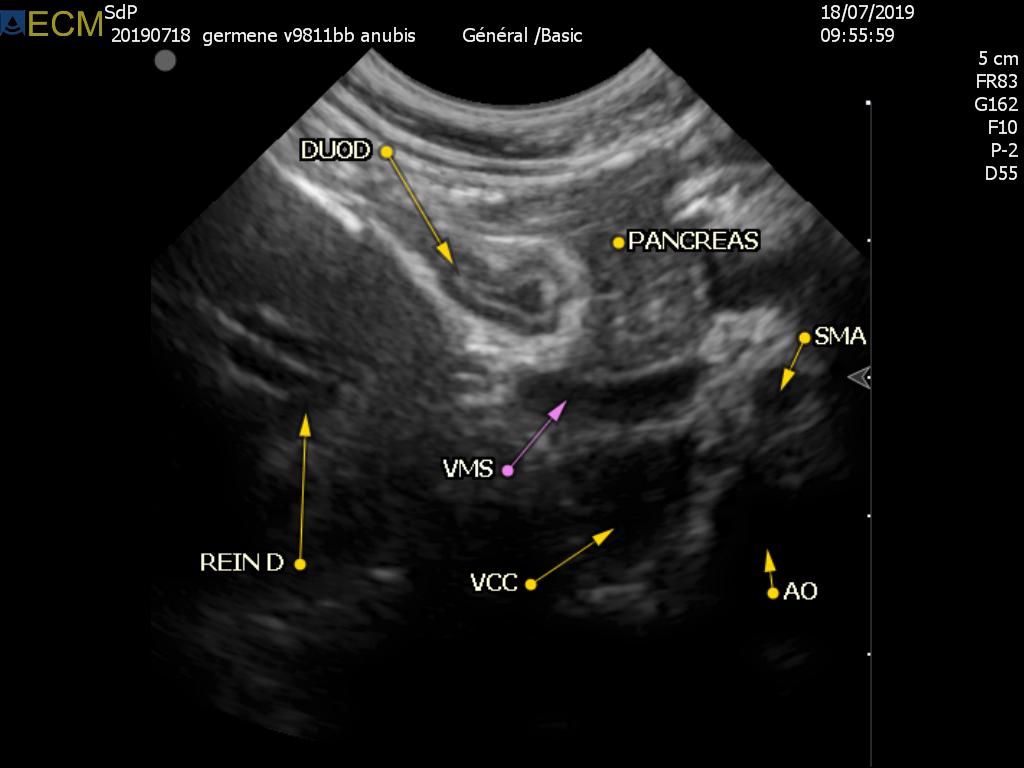 ECM
SdP
18/07/2019
20190718 germene v9811bb anubis
Général /Basic
09:55:59
5 cm
FR83
G162
F10
P-2
D55
DUOD
PANCREAS
SMA
VMS
REIN D
VCC
AO